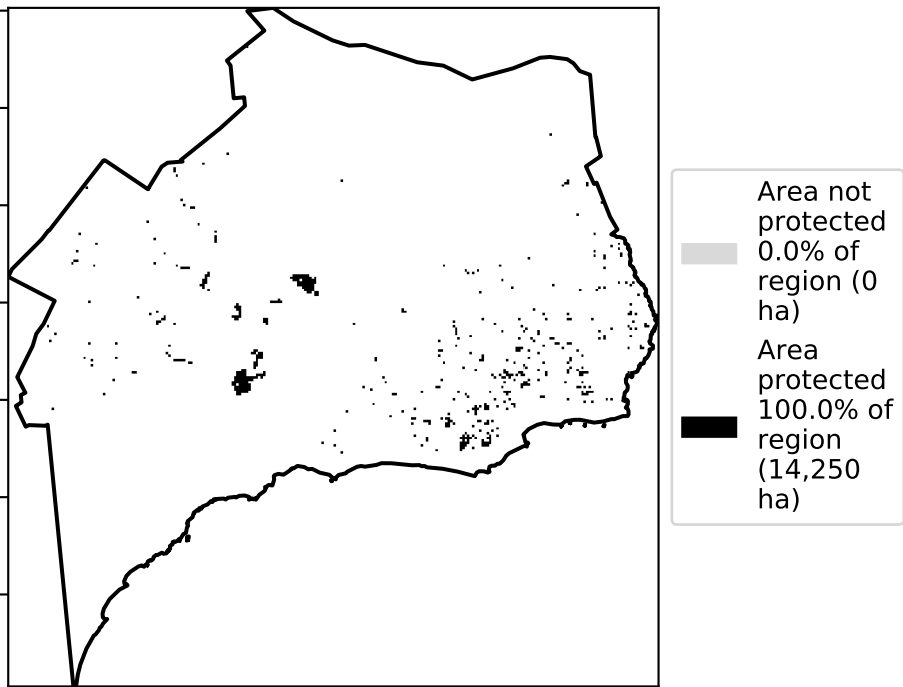 Area not
protected
0.0% of
region (0
ha)
Area
protected
100.0% of
region
(14,250
ha)